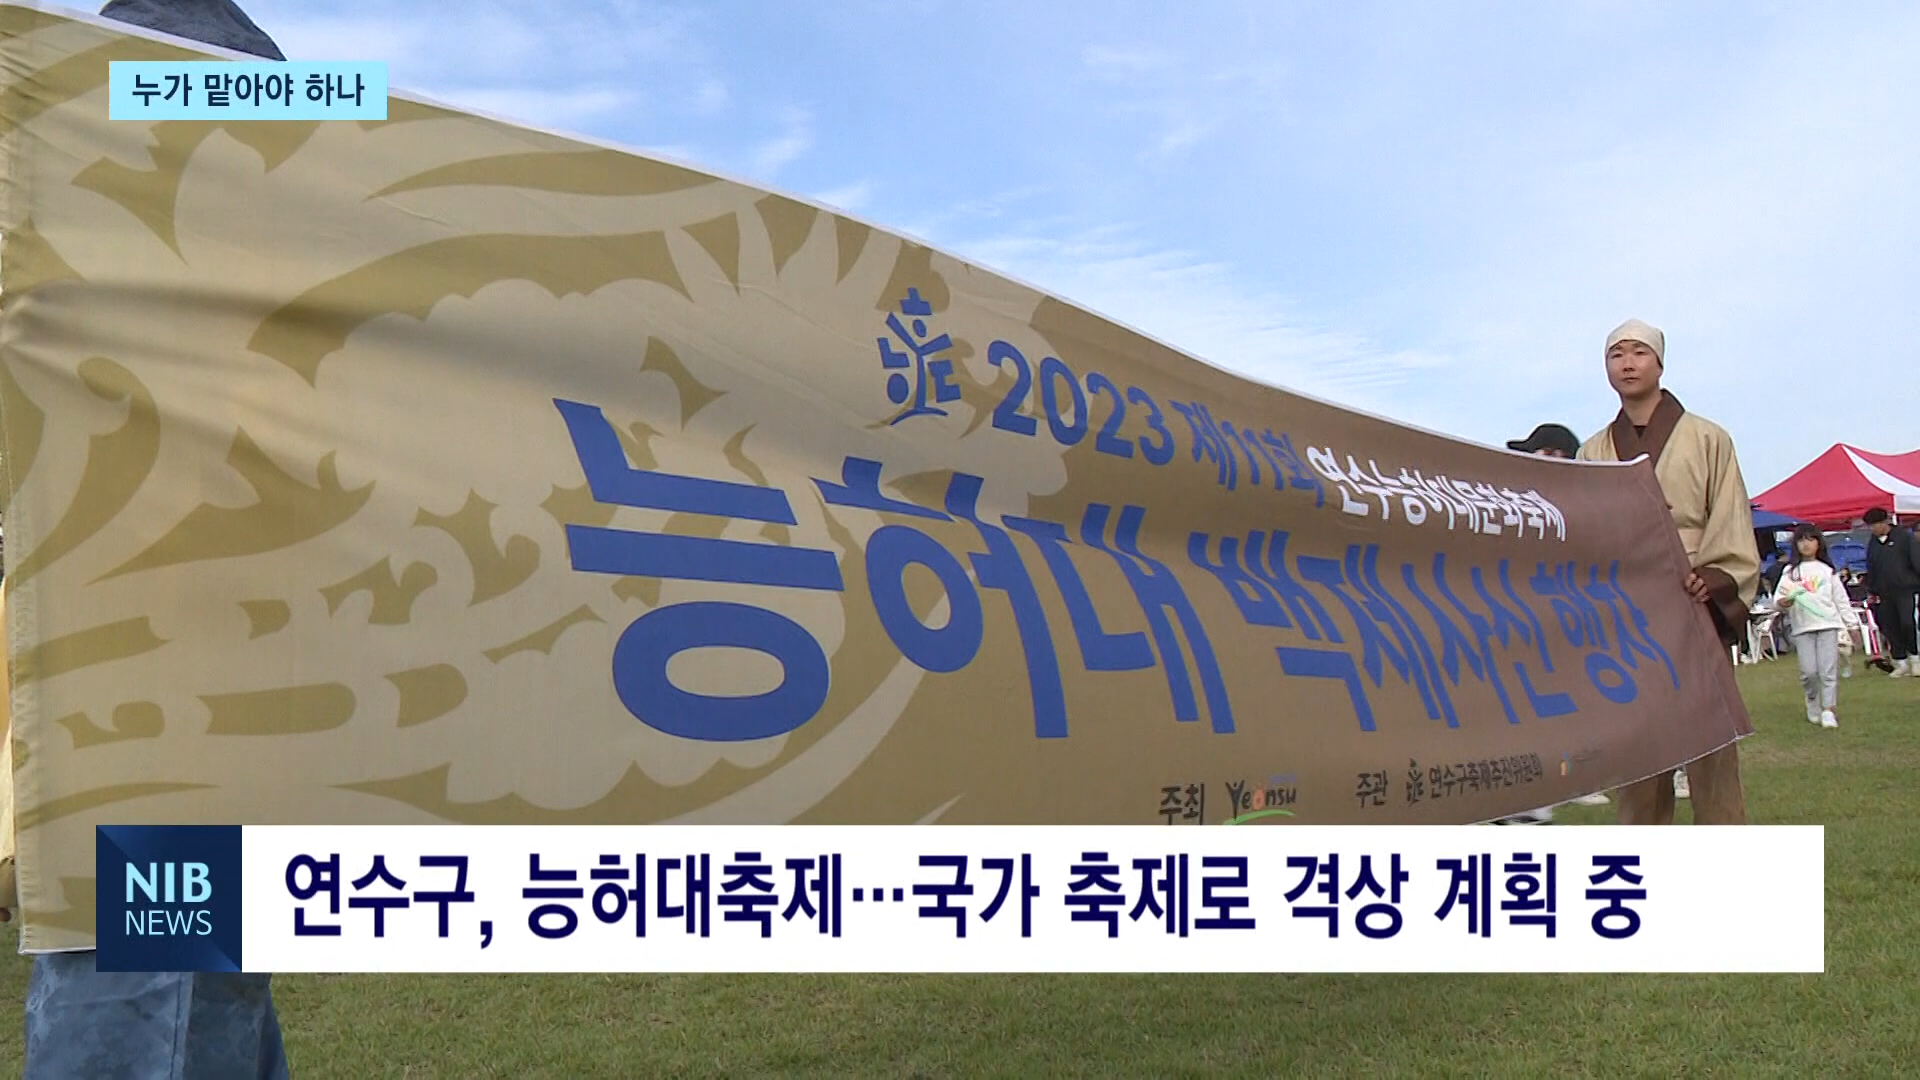 누가 맡아야 하나
2023 제11회 연수능허대문화축제
능허대 백제사신 행차
주최 Yeonsu 주관 연수구축제추진위원회
NIB
NEWS
연수구, 능허대축제…국가 축제로 격상 계획 중